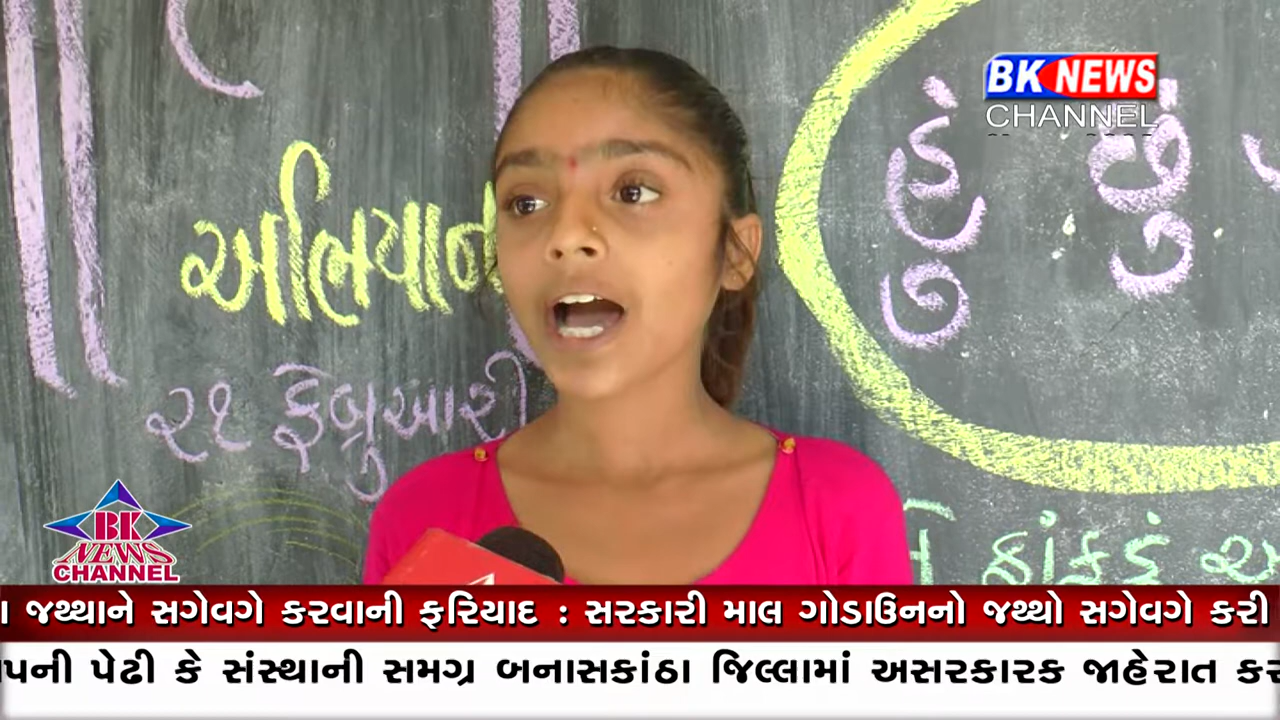 BK NEWS
CHANNEL
હું છું
અભિયાન
૨૧ ફેબ્રુઆરી
BK
NEWS
CHANNEL
જથ્થાને સગેવગે કરવાની ફરિયાદ : સરકારી માલ ગોડાઉનનો જથ્થો સગેવગે કરી
પની પેઢી કે સંસ્થાની સમગ્ર બનાસકાંઠા જિલ્લામાં અસરકારક જાહેરાત કર